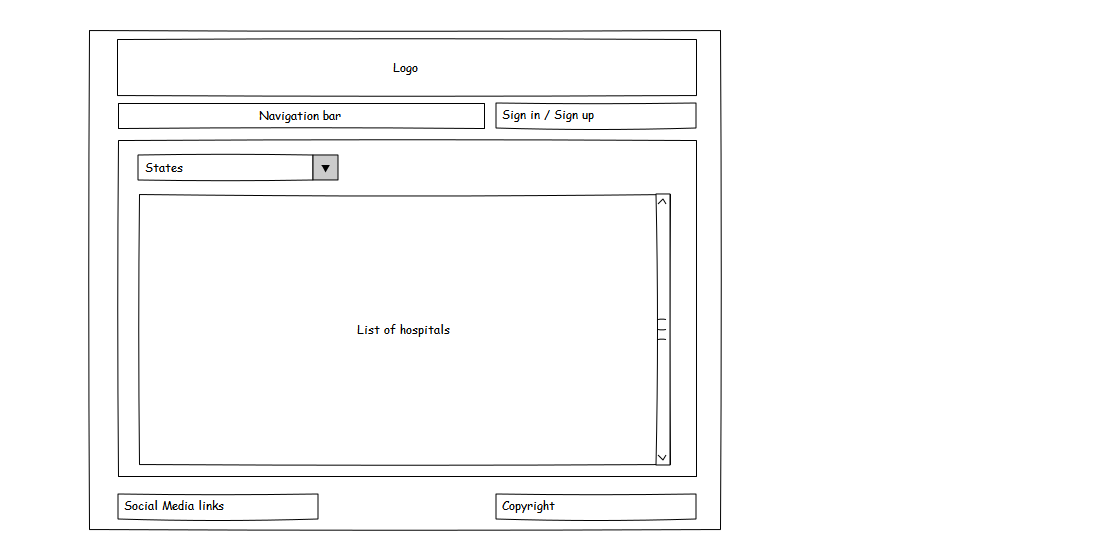 Logo
Navigation bar
Sign in / Sign up
States
List of hospitals
Social Media links
Copyright